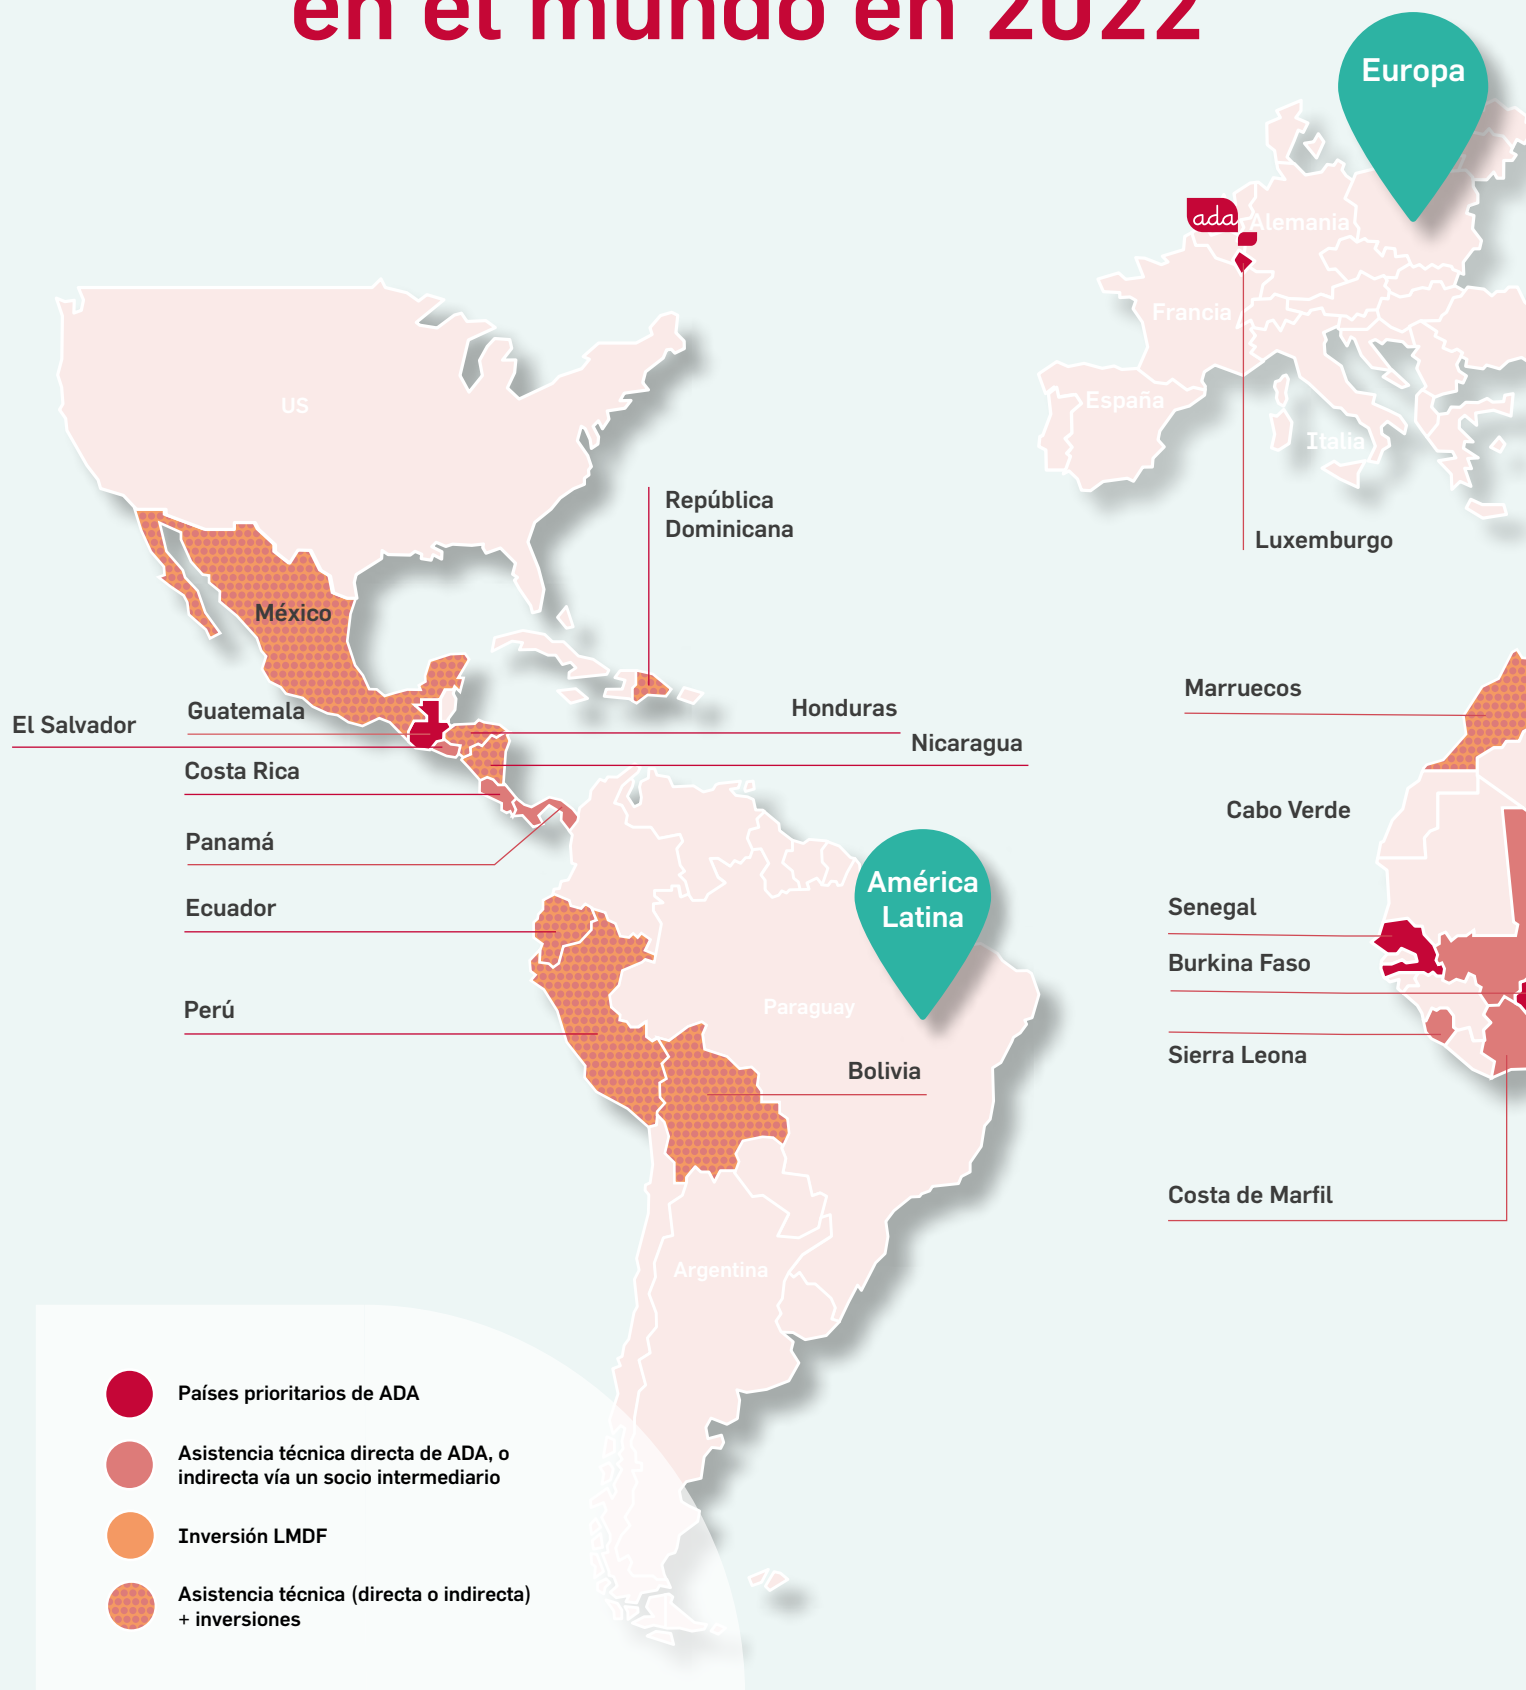 en el mundo en 2022
Europa
ada
Alemania
Francia
España
Italia
Luxemburgo
US
República
Dominicana
México
Guatemala
El Salvador
Honduras
Nicaragua
Costa Rica
Panamá
Ecuador
Perú
América
Latina
Paraguay
Bolivia
Argentina
Marruecos
Cabo Verde
Senegal
Burkina Faso
Sierra Leona
Costa de Marfil
Países prioritarios de ADA
Asistencia técnica directa de ADA, o
indirecta vía un socio intermediario
Inversión LMDF
Asistencia técnica (directa o indirecta)
+ inversiones